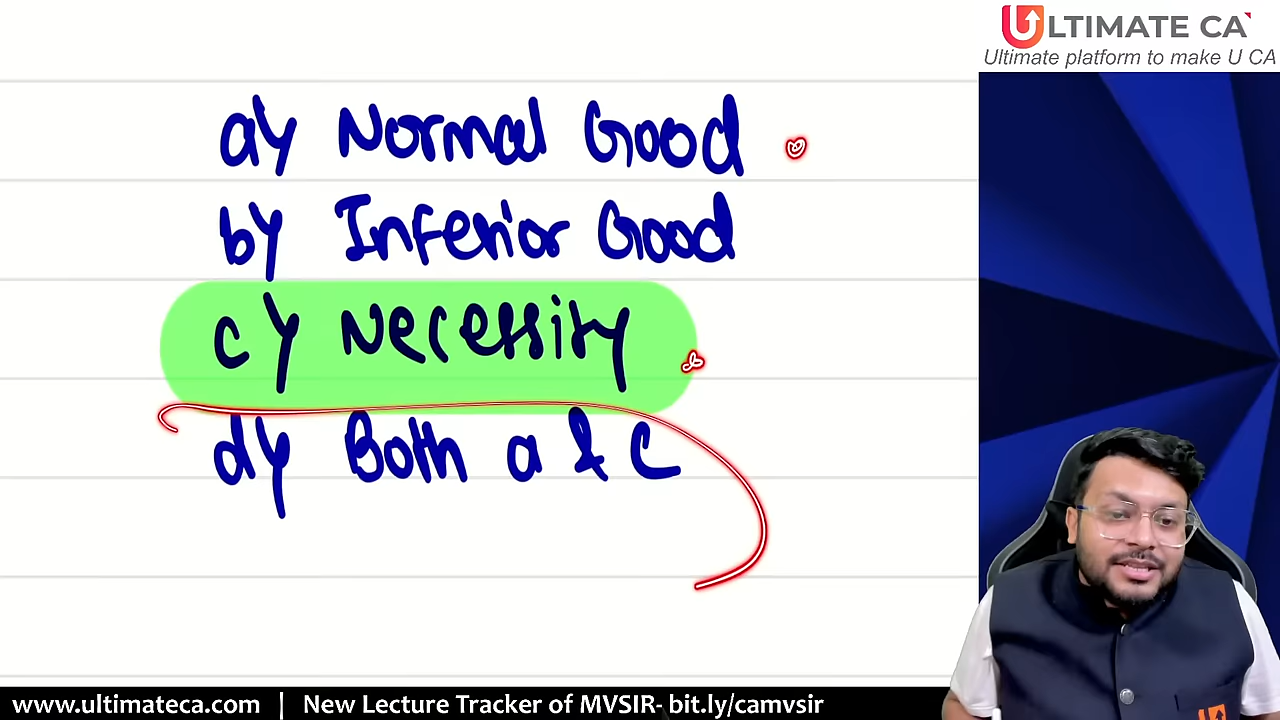 ULTIMATE CA
Ultimate platform to make U CA
a) Normal Good
b) Inferior Good
c) Necessity
d) Both a & c
www.ultimateca.com | New Lecture Tracker of MVSIR- bit.ly/camvsir